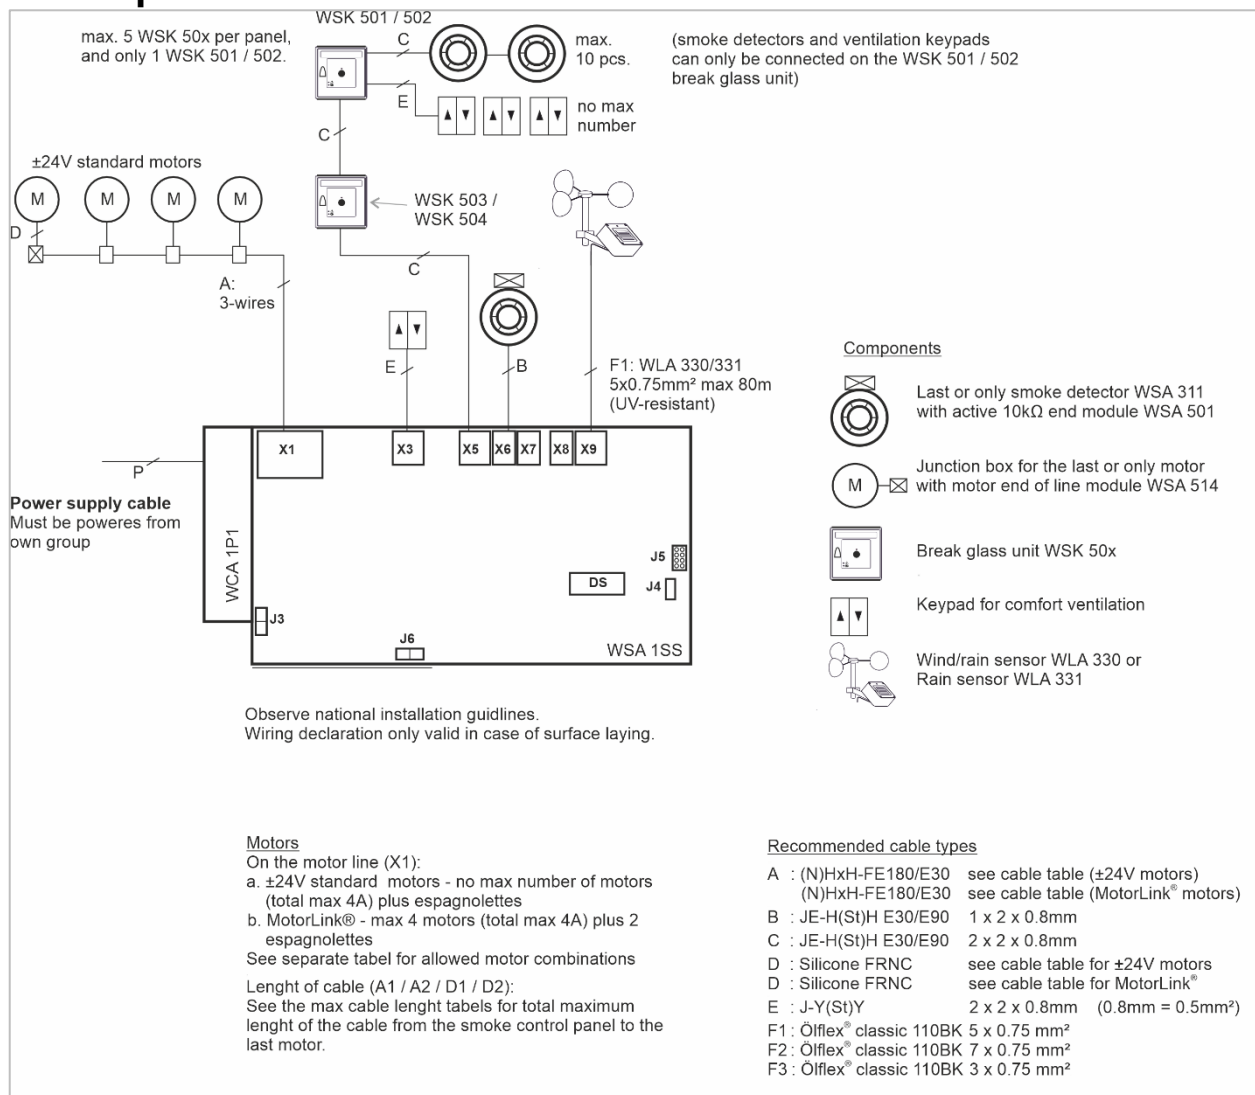 WSK 501 / 502
max. 5 WSK 50x per panel,
and only 1 WSK 501 / 502.
C
max.
10 pcs.
(smoke detectors and ventilation keypads
can only be connected on the WSK 501 / 502
break glass unit)
E
no max
number
C
±24V standard motors
M
M
M
M
WSK 503 /
WSK 504
D
C
A:
3-wires
E
B
F1: WLA 330/331
5x0.75mm² max 80m
(UV-resistant)
X1
X3
X5
X6
X7
X8
X9
P
Power supply cable
Must be poweres from
own group
WCA 1P1
J5
DS
J4
J3
J6
WSA 1SS
Components
Last or only smoke detector WSA 311
with active 10kΩ end module WSA 501
M
Junction box for the last or only motor
with motor end of line module WSA 514
Break glass unit WSK 50x
Keypad for comfort ventilation
Wind/rain sensor WLA 330 or
Rain sensor WLA 331
Observe national installation guidlines.
Wiring declaration only valid in case of surface laying.
Motors
On the motor line (X1):
a. ±24V standard motors - no max number of motors
(total max 4A) plus espagnolettes
b. MotorLink® - max 4 motors (total max 4A) plus 2
espagnolettes
See separate tabel for allowed motor combinations
Lenght of cable (A1 / A2 / D1 / D2):
See the max cable lenght tabels for total maximum
lenght of the cable from the smoke control panel to the
last motor.
Recommended cable types
A : (N)HxH-FE180/E30 see cable table (±24V motors)
(N)HxH-FE180/E30 see cable table (MotorLink® motors)
B : JE-H(St)H E30/E90 1 x 2 x 0.8mm
C : JE-H(St)H E30/E90 2 x 2 x 0.8mm
D : Silicone FRNC see cable table for ±24V motors
D : Silicone FRNC see cable table for MotorLink®
E : J-Y(St)Y 2 x 2 x 0.8mm (0.8mm = 0.5mm²)
F1 : Ölflex® classic 110BK 5 x 0.75 mm²
F2 : Ölflex® classic 110BK 7 x 0.75 mm²
F3 : Ölflex® classic 110BK 3 x 0.75 mm²